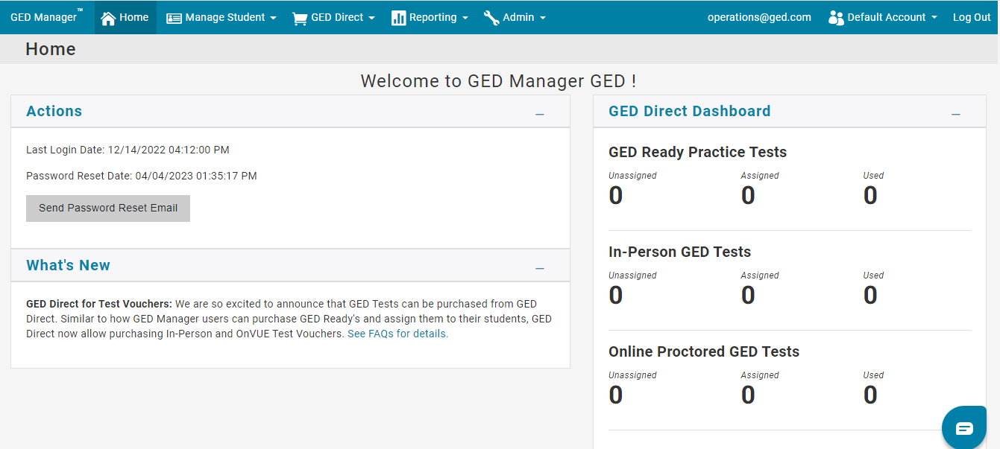 GED Manager™ Home Manage Student GED Direct Reporting Admin operations@ged.com Default Account Log Out
Home
Welcome to GED Manager GED !
Actions
Last Login Date: 12/14/2022 04:12:00 PM
Password Reset Date: 04/04/2023 01:35:17 PM
Send Password Reset Email
What's New
GED Direct for Test Vouchers: We are so excited to announce that GED Tests can be purchased from GED
Direct. Similar to how GED Manager users can purchase GED Ready's and assign them to their students, GED
Direct now allow purchasing In-Person and OnVUE Test Vouchers. See FAQs for details.
GED Direct Dashboard
GED Ready Practice Tests
Unassigned Assigned Used
0 0 0
In-Person GED Tests
Unassigned Assigned Used
0 0 0
Online Proctored GED Tests
Unassigned Assigned Used
0 0 0